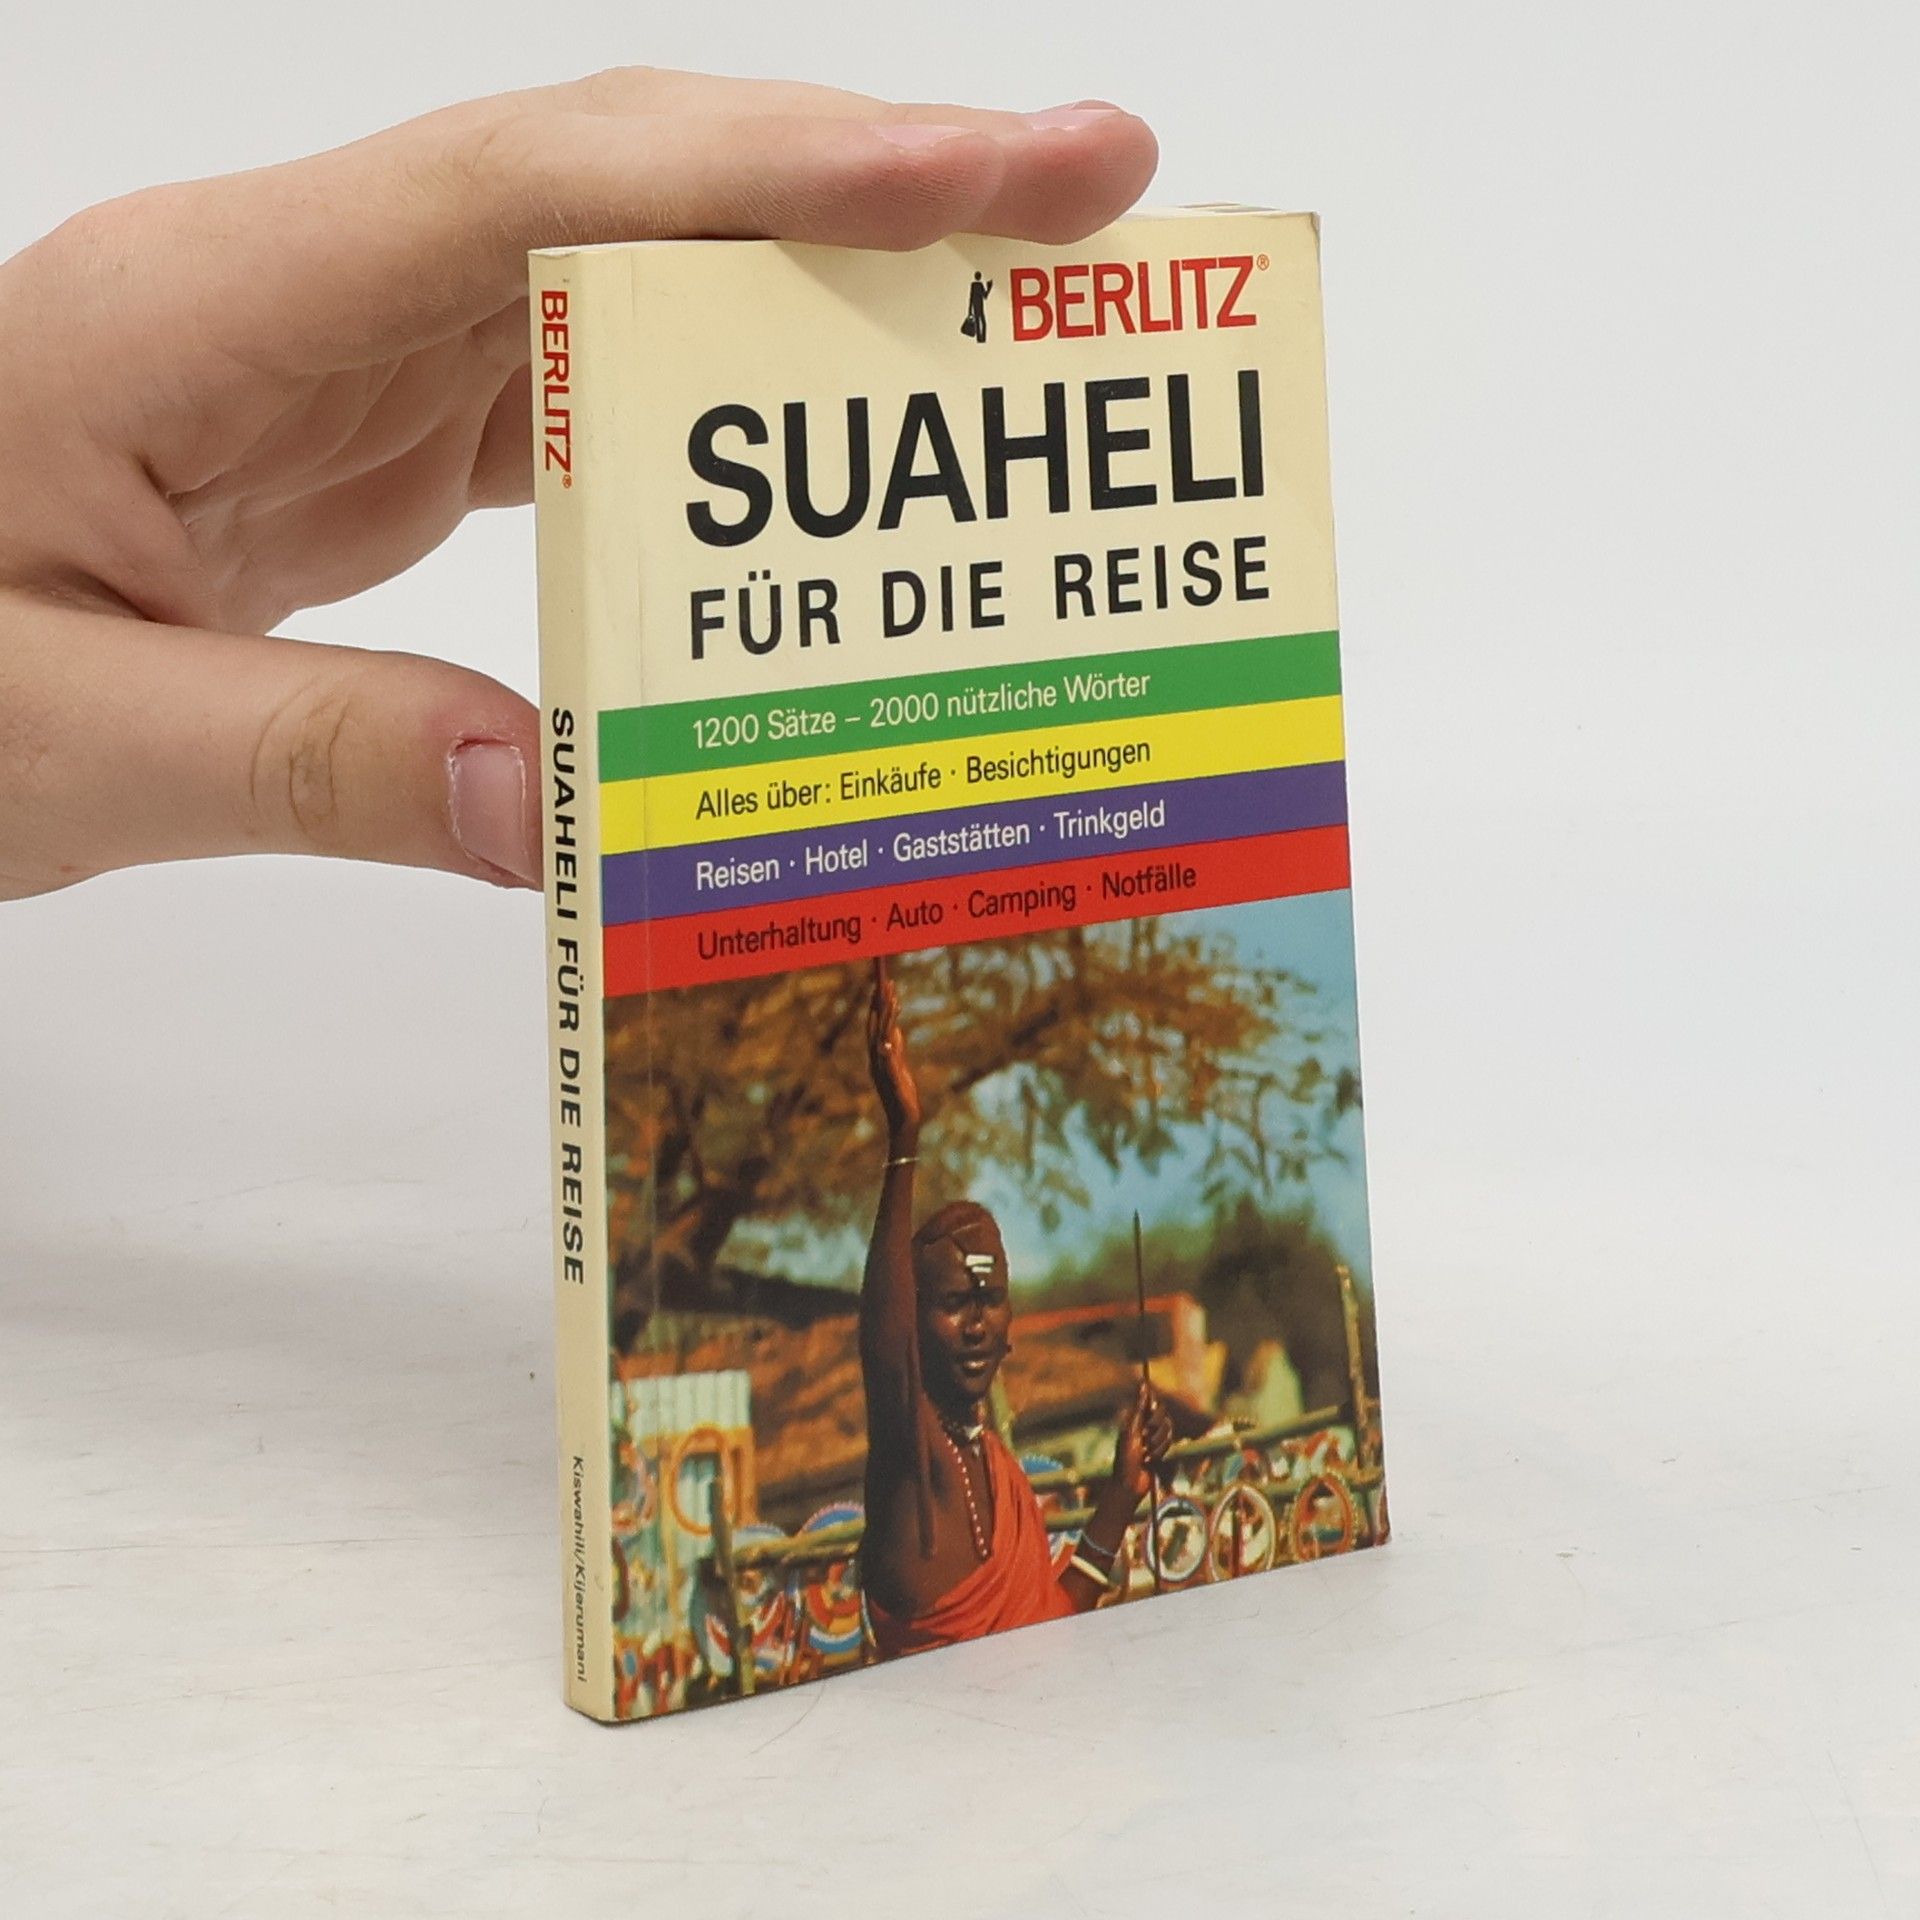 BERLITZ®
SUAHELI
FÜR DIE REISE
1200 Sätze – 2000 nützliche Wörter
Alles über: Einkäufe · Besichtigungen
Reisen · Hotel · Gaststätten · Trinkgeld
Unterhaltung · Auto · Camping · Notfälle
BERLITZ®
SUAHELI FÜR DIE REISE
Kiswahili/Kijerumani